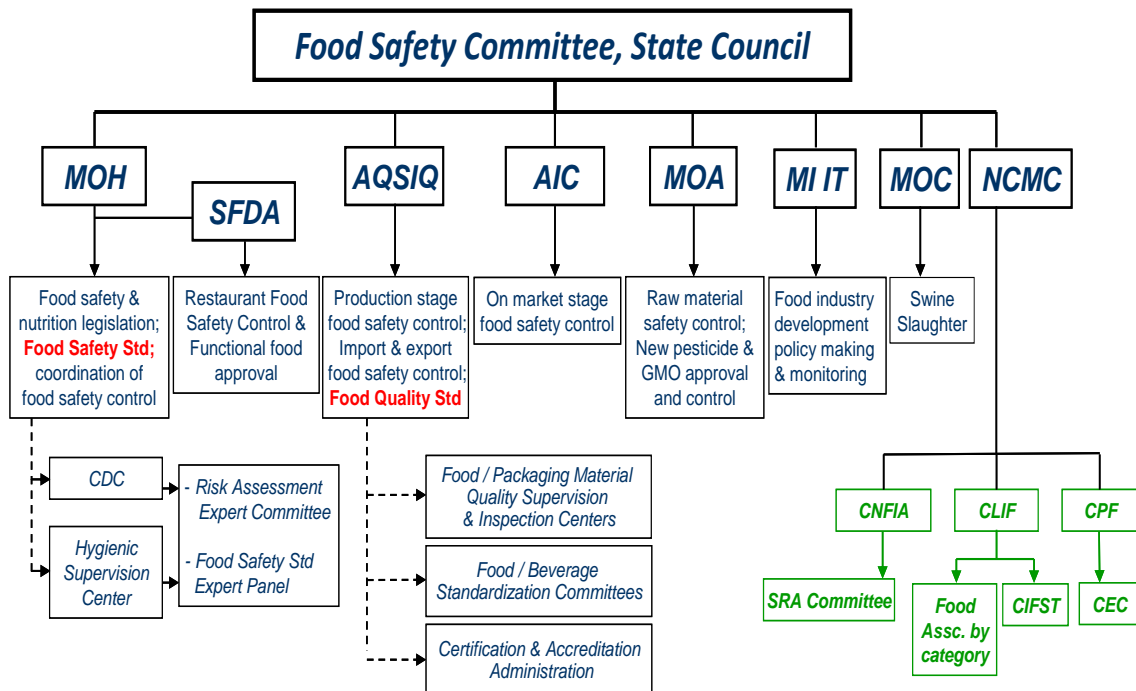 Food Safety Committee, State Council
MOH
SFDA
AQSIQ
AIC
MOA
MI IT
MOC
NCMC
Food safety &
nutrition legislation;
Food Safety Std;
coordination of
food safety control
Restaurant Food
Safety Control &
Functional food
approval
Production stage
food safety control;
Import & export
food safety control;
Food Quality Std
On market stage
food safety control
Raw material
safety control;
New pesticide &
GMO approval
and control
Food industry
development
policy making
& monitoring
Swine
Slaughter
CDC
Hygienic
Supervision
Center
- Risk Assessment
Expert Committee
- Food Safety Std
Expert Panel
Food / Packaging Material
Quality Supervision
& Inspection Centers
Food / Beverage
Standardization Committees
Certification & Accreditation
Administration
CNFIA
CLIF
CPF
SRA Committee
Food
Assc. by
category
CIFST
CEC